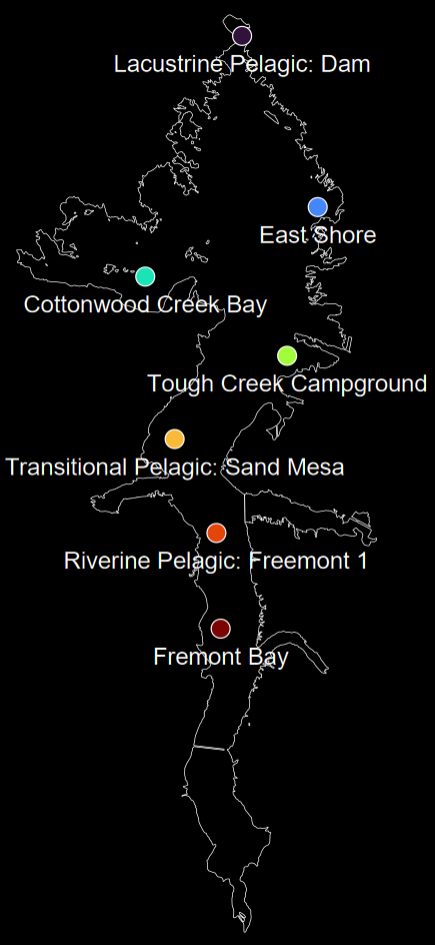 Lacustrine Pelagic: Dam
East Shore
Cottonwood Creek Bay
Tough Creek Campground
Transitional Pelagic: Sand Mesa
Riverine Pelagic: Freemont 1
Fremont Bay